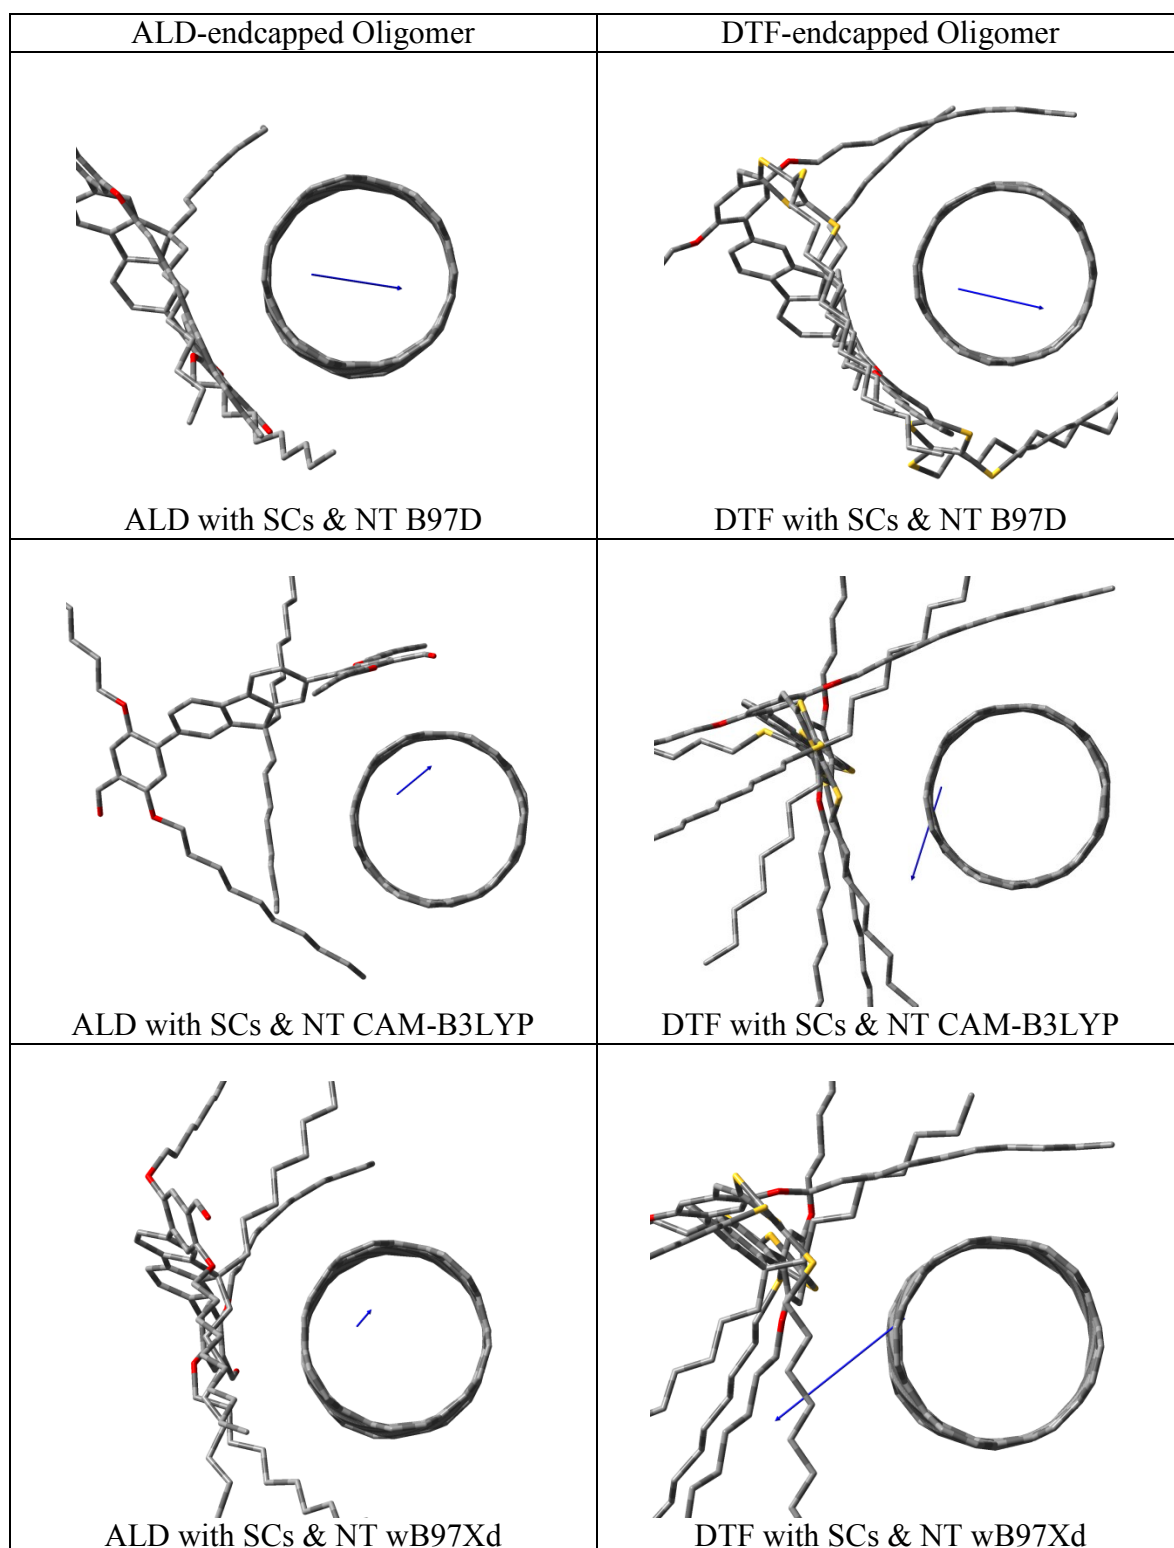 ALD-endcapped Oligomer
DTF-endcapped Oligomer
ALD with SCs & NT B97D
DTF with SCs & NT B97D
ALD with SCs & NT CAM-B3LYP
DTF with SCs & NT CAM-B3LYP
ALD with SCs & NT wB97Xd
DTF with SCs & NT wB97Xd